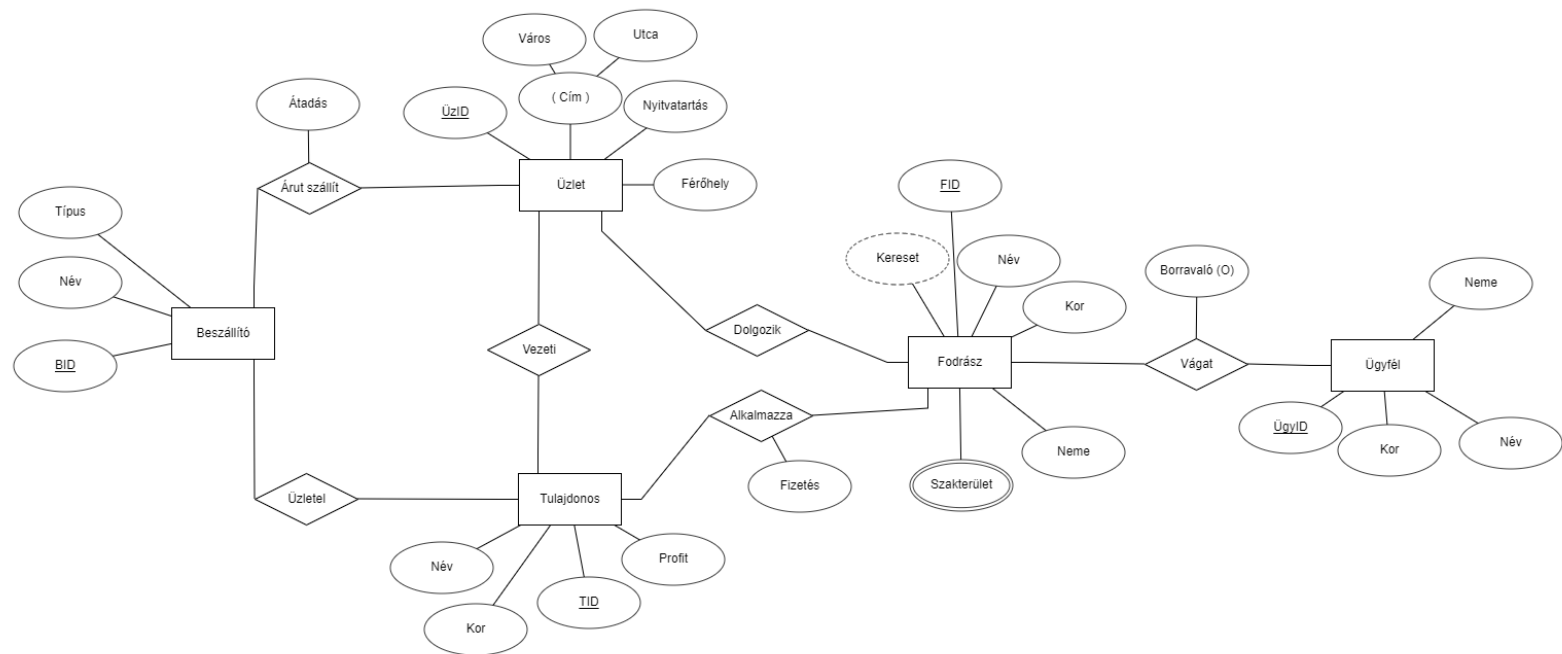 Város
Utca
Átadás
ÜzID
( Cím )
Nyitvatartás
Árut szállít
Üzlet
Férőhely
FID
Típus
Kereset
Név
Borravaló (O)
Név
Neme
Kor
Beszállító
Dolgozik
Vezeti
BID
Fodrász
Vágat
Ügyfél
Alkalmazza
ÜgyID
Kor
Név
Neme
Üzletel
Tulajdonos
Fizetés
Szakterület
Név
Profit
TID
Kor